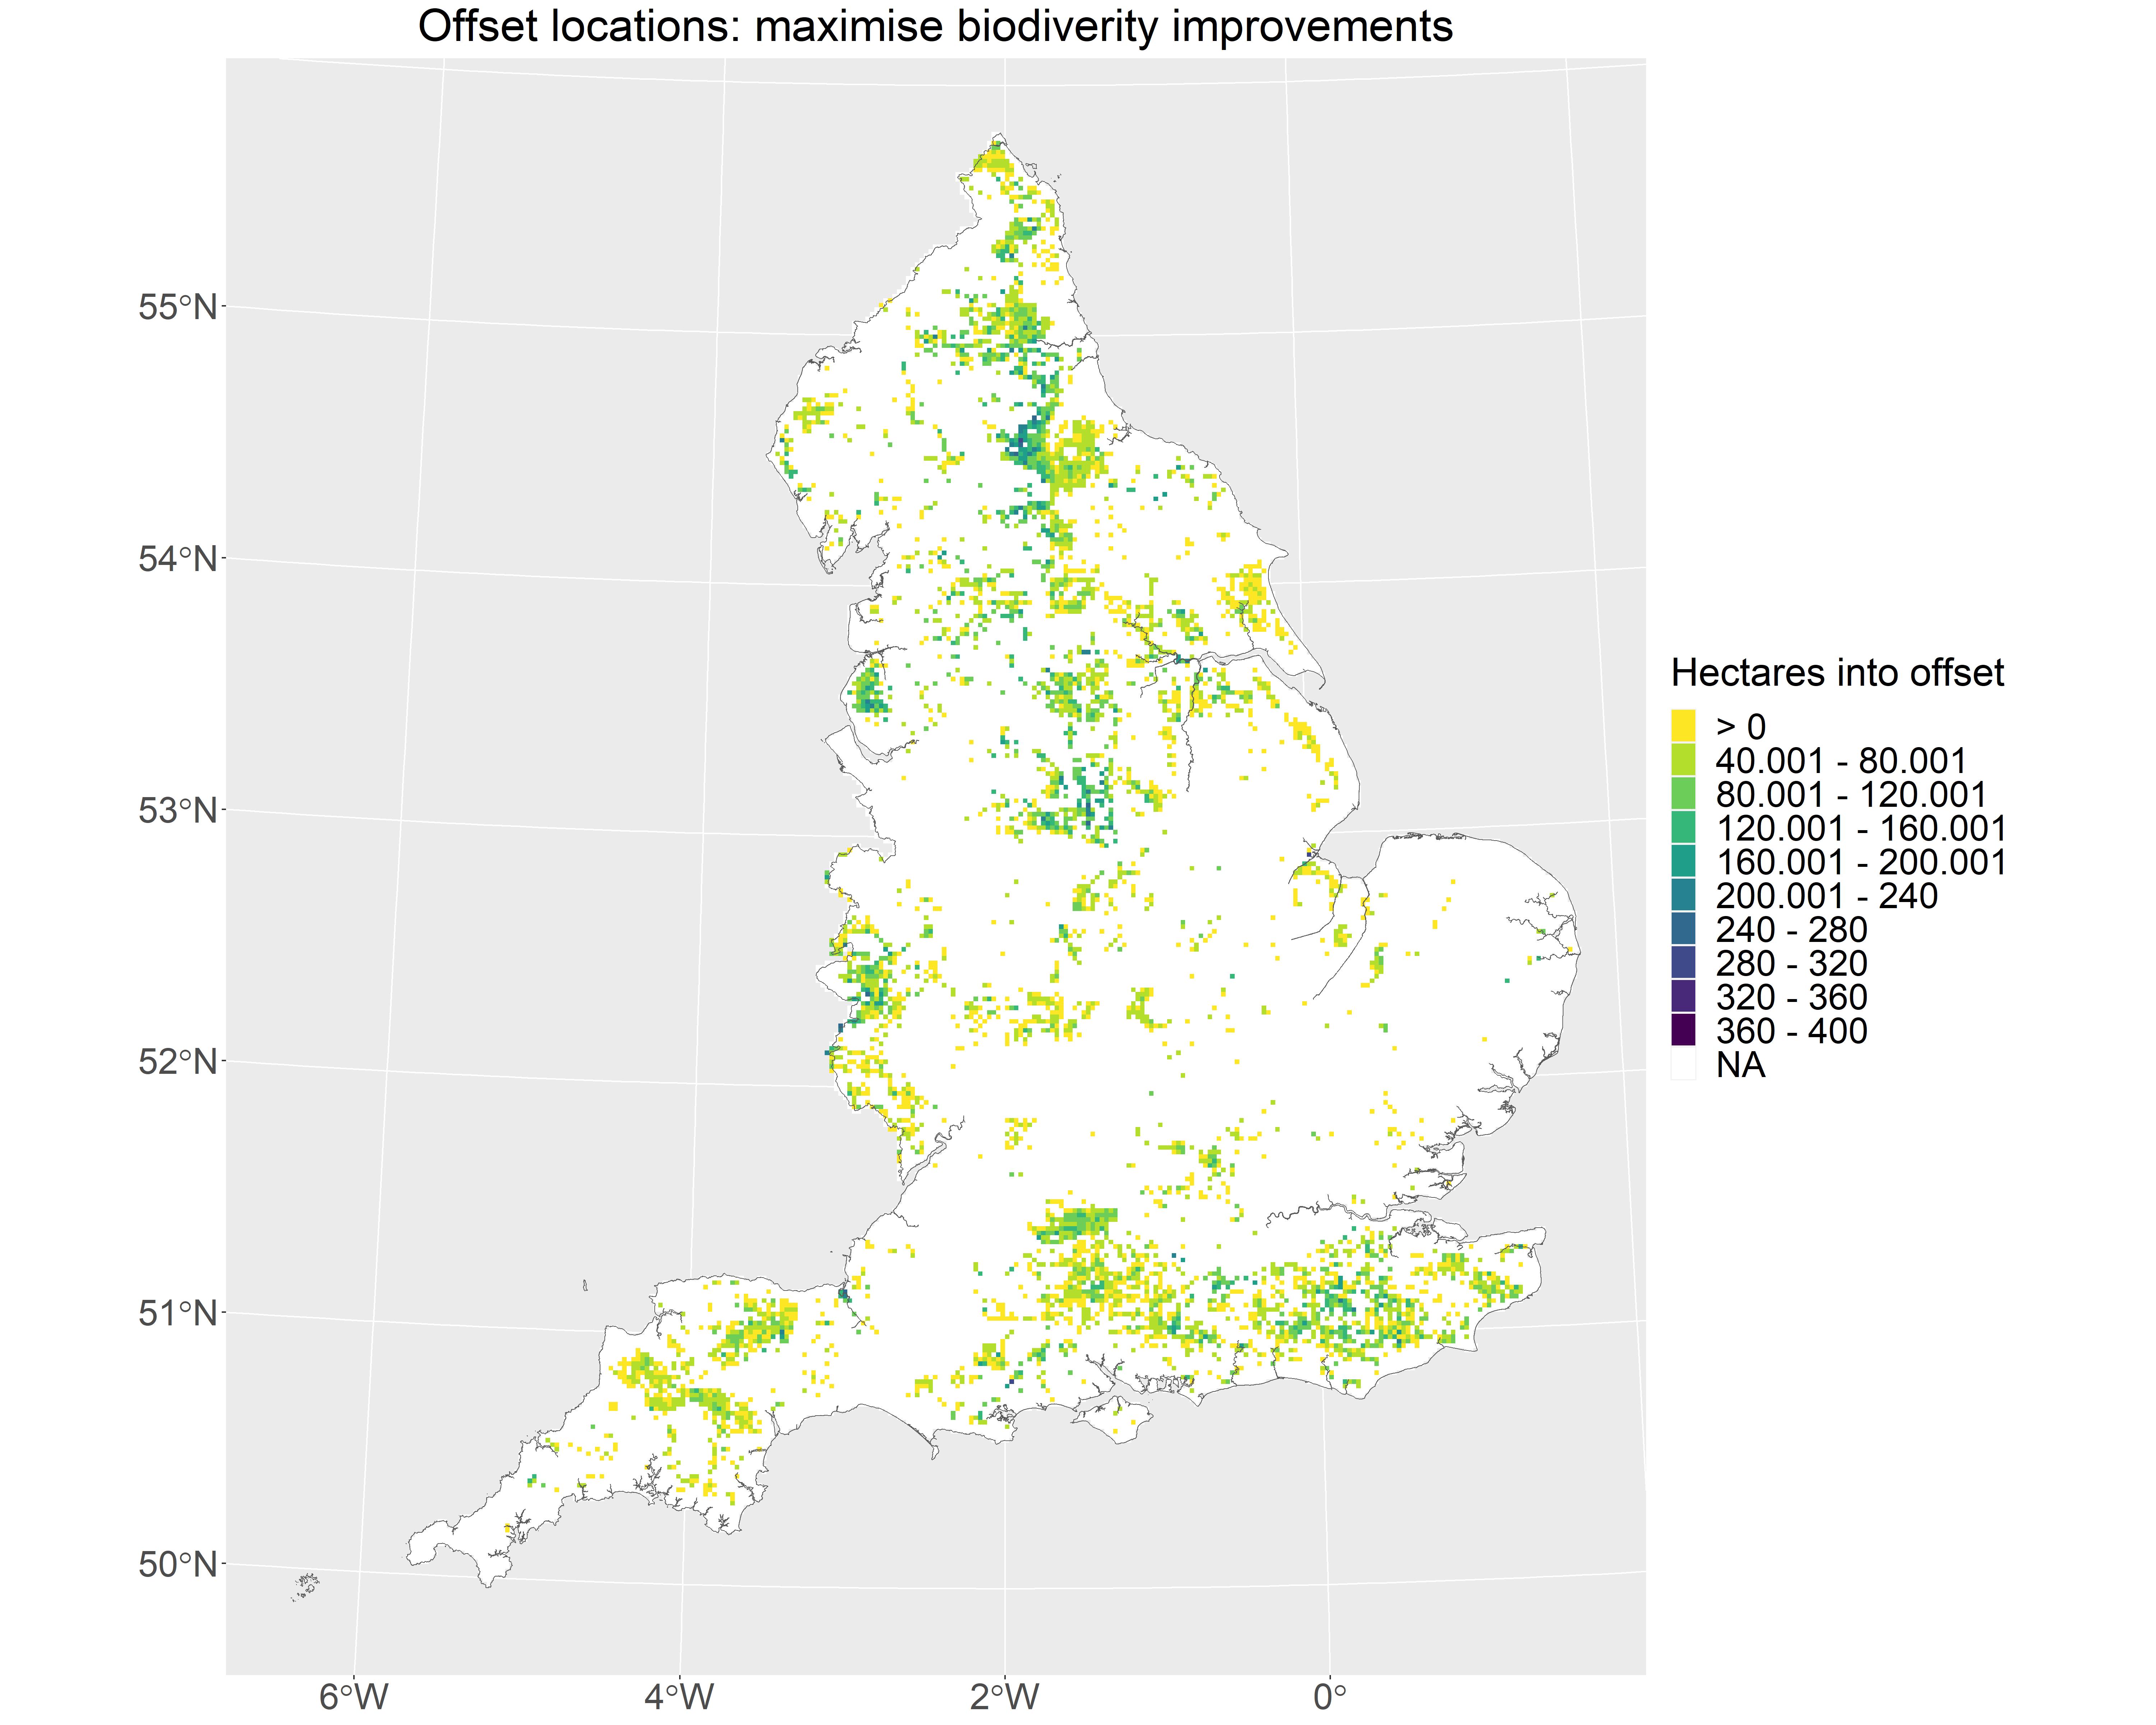 Offset locations: maximise biodiverity improvements
55°N
54°N
53°N
52°N
51°N
50°N
6°W
4°W
2°W
0°
Hectares into offset
> 0
40.001 - 80.001
80.001 - 120.001
120.001 - 160.001
160.001 - 200.001
200.001 - 240
240 - 280
280 - 320
320 - 360
360 - 400
NA